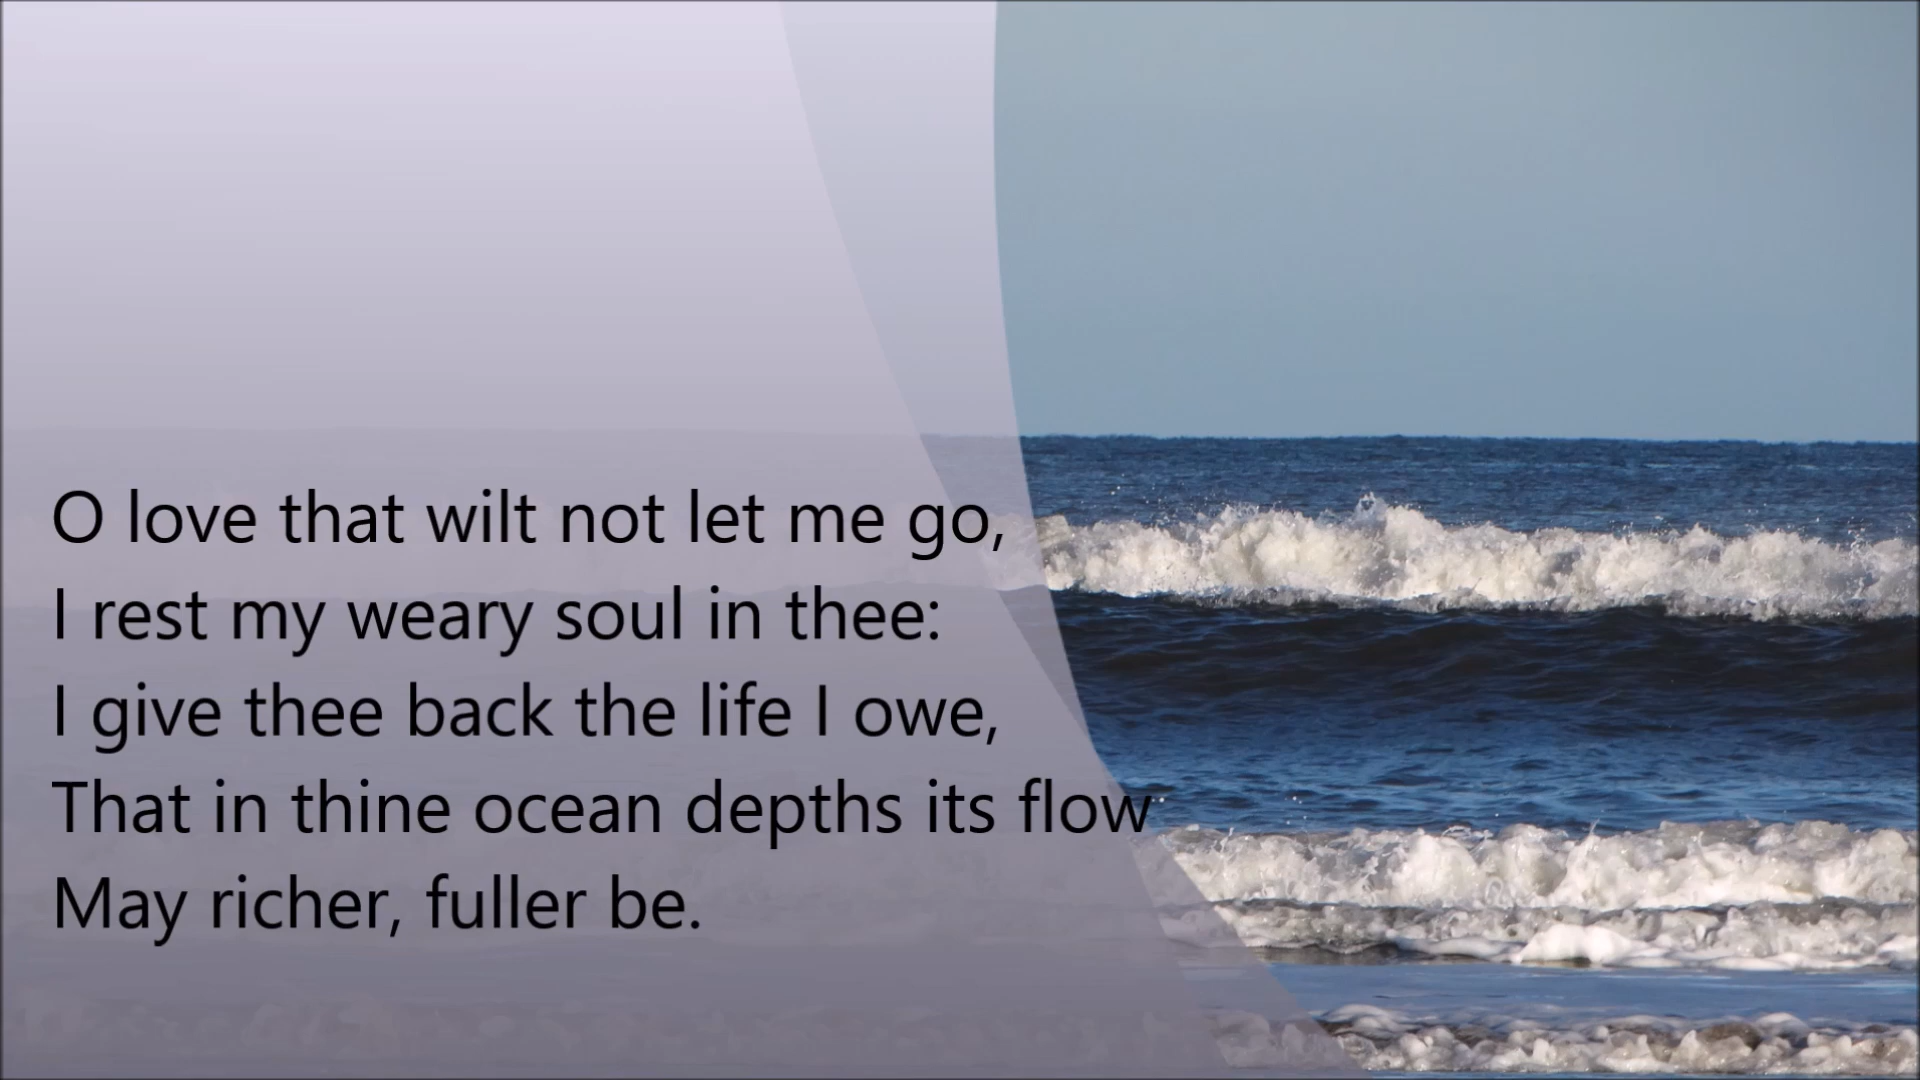 O love that wilt not let me go,
I rest my weary soul in thee:
I give thee back the life I owe,
That in thine ocean depths its flow
May richer, fuller be.